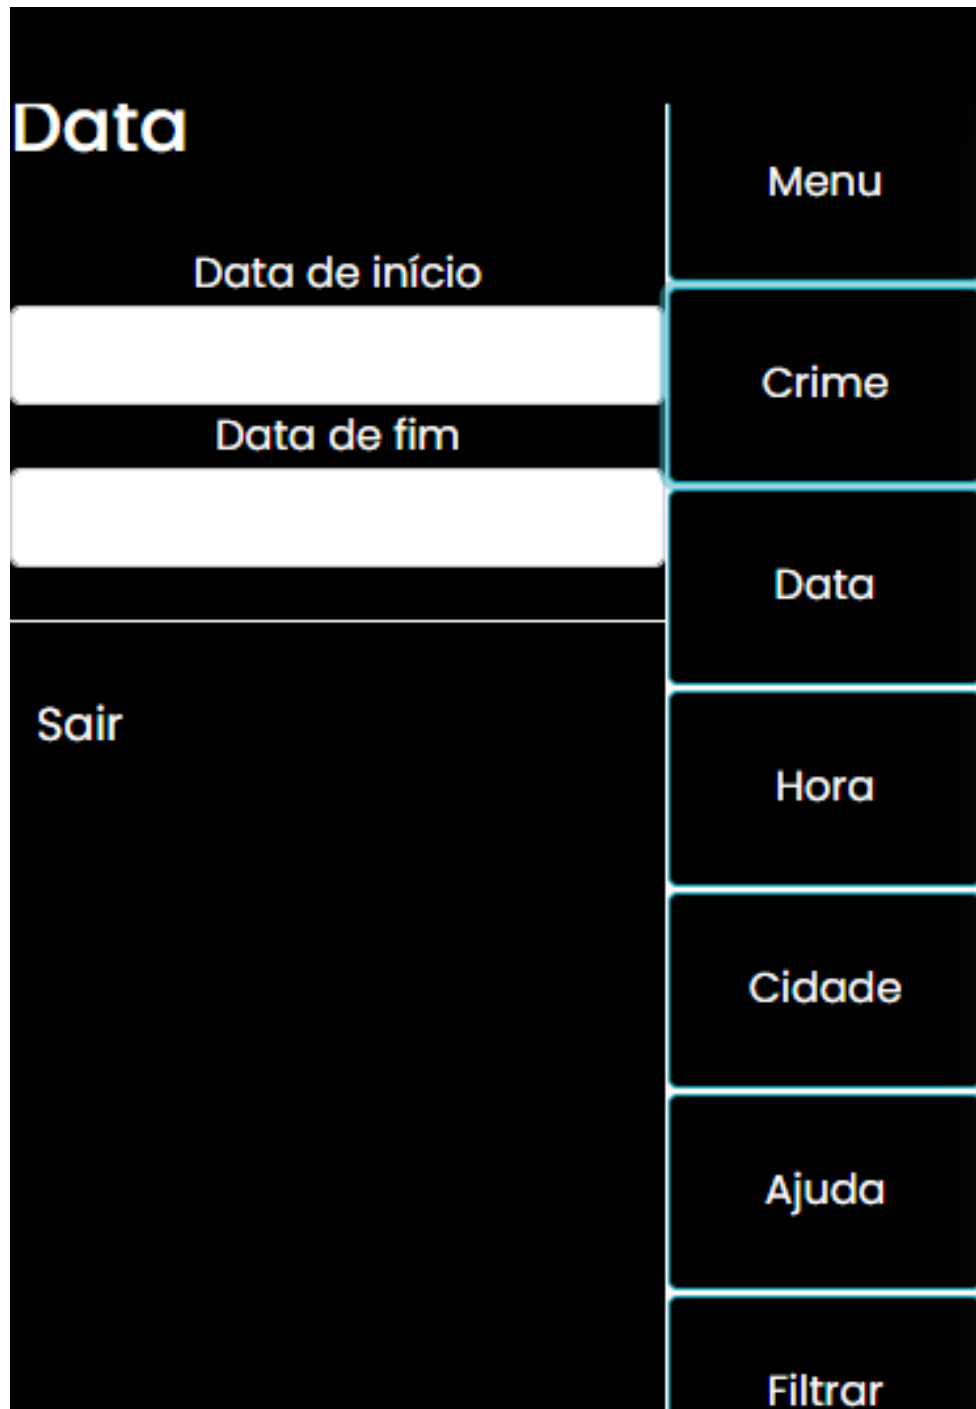 Data
Data de início
Data de fim
Sair
Menu
Crime
Data
Hora
Cidade
Ajuda
Filtrar